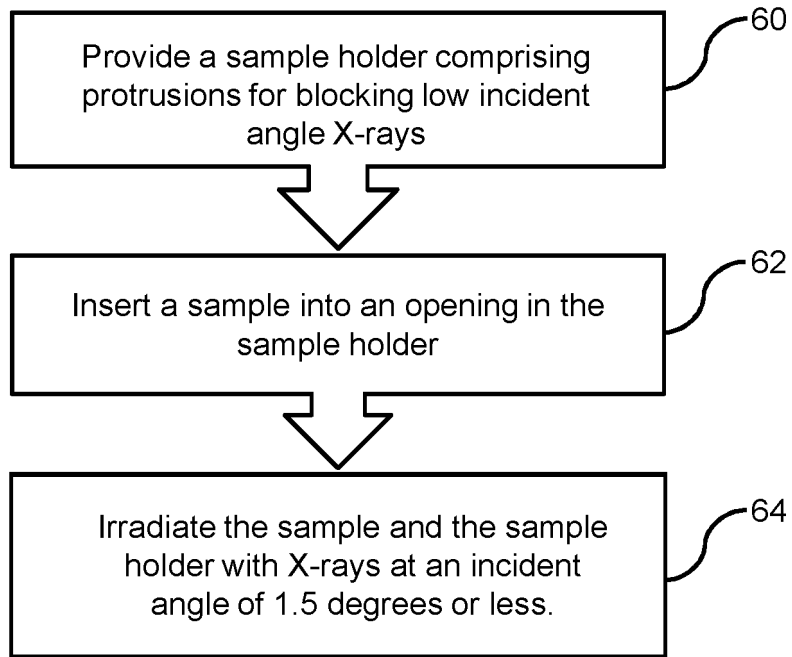 60
Provide a sample holder comprising
protrusions for blocking low incident
angle X-rays
62
Insert a sample into an opening in the
sample holder
64
Irradiate the sample and the sample
holder with X-rays at an incident
angle of 1.5 degrees or less.